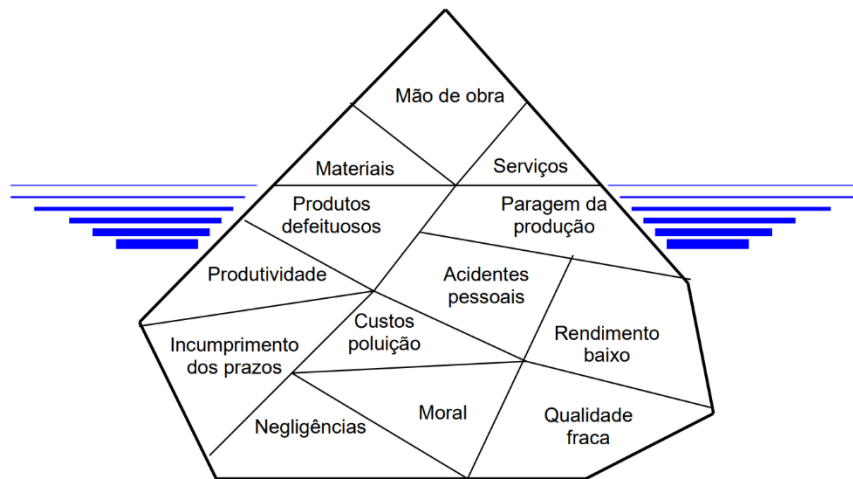 Mão de obra
Materiais
Serviços
Produtos
defeituosos
Paragem da
produção
Produtividade
Acidentes
pessoais
Incumprimento
dos prazos
Custos
poluição
Rendimento
baixo
Negligências
Moral
Qualidade
fraca